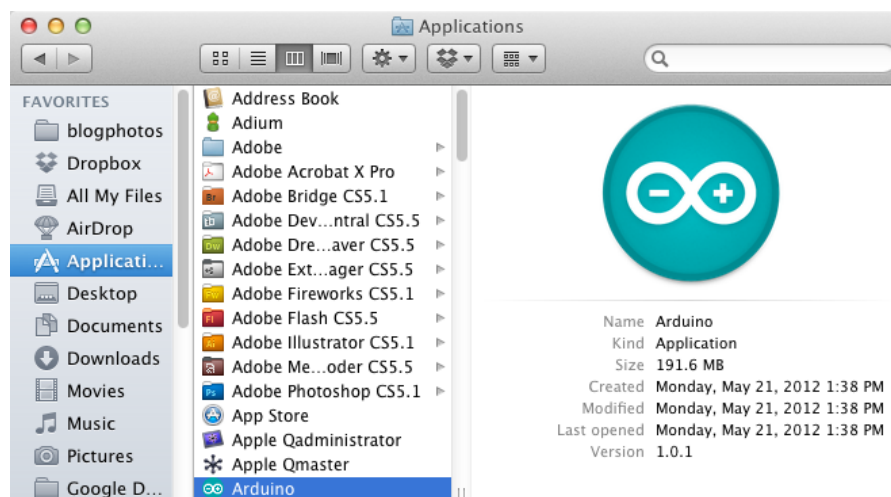 Applications
FAVORITES
blogphotos
Dropbox
All My Files
AirDrop
Applicati...
Desktop
Documents
Downloads
Movies
Music
Pictures
Google D...
Address Book
Adium
Adobe
Adobe Acrobat X Pro
Adobe Bridge CS5.1
Adobe Dev...ntral CS5.5
Adobe Dre...aver CS5.5
Adobe Ext...ager CS5.5
Adobe Fireworks CS5.1
Adobe Flash CS5.5
Adobe Illustrator CS5.1
Adobe Me...oder CS5.5
Adobe Photoshop CS5.1
App Store
Apple Qadministrator
Apple Qmaster
Arduino
Name Arduino
Kind Application
Size 191.6 MB
Created Monday, May 21, 2012 1:38 PM
Modified Monday, May 21, 2012 1:38 PM
Last opened Monday, May 21, 2012 1:38 PM
Version 1.0.1